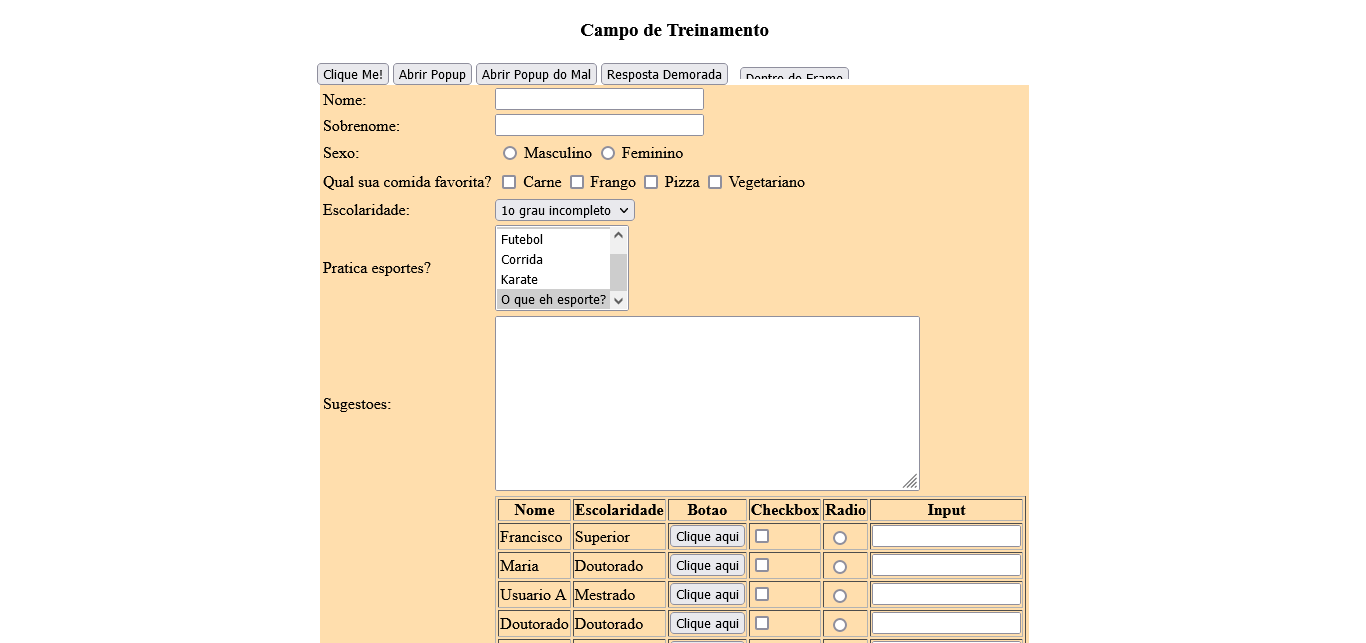 Campo de Treinamento
Clique Me! Abrir Popup Abrir Popup do Mal Resposta Demorada Dentro do Frame
Nome:
Sobrenome:
Sexo: Masculino Feminino
Qual sua comida favorita? Carne Frango Pizza Vegetariano
Escolaridade: 1o grau incompleto
Futebol
Corrida
Pratica esportes?
Karate
O que eh esporte?
Sugestoes:
Nome Escolaridade Botao Checkbox Radio Input
Francisco Superior Clique aqui
Maria Doutorado Clique aqui
Usuario A Mestrado Clique aqui
Doutorado Doutorado Clique aqui